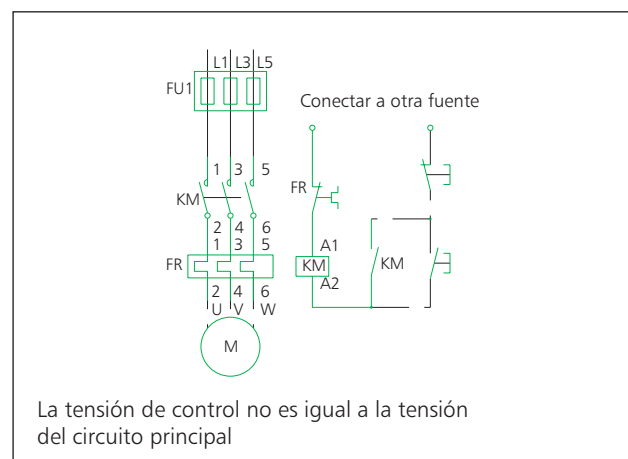 L1 L3 L5
FU1
Conectar a otra fuente
1 3 5
KM
FR
2 4 6
1 3 5
A1
FR
KM
KM
A2
2 4 6
U V W
M
La tensión de control no es igual a la tensión
del circuito principal